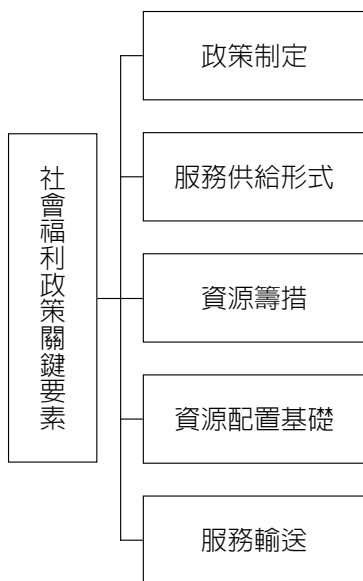 社會福利政策關鍵要素
政策制定
服務供給形式
資源籌措
資源配置基礎
服務輸送